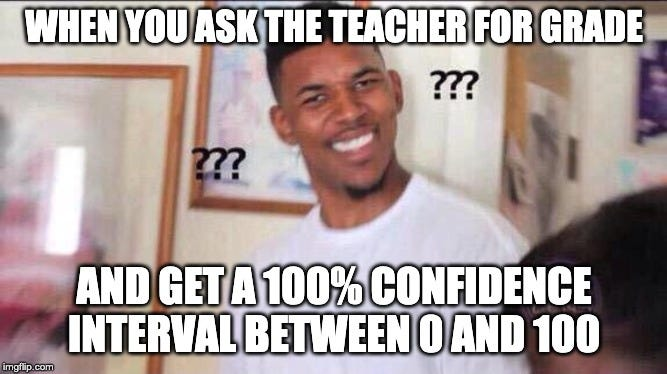 WHEN YOU ASK THE TEACHER FOR GRADE
???
???
AND GET A 100% CONFIDENCE
INTERVAL BETWEEN 0 AND 100
imgflip.com